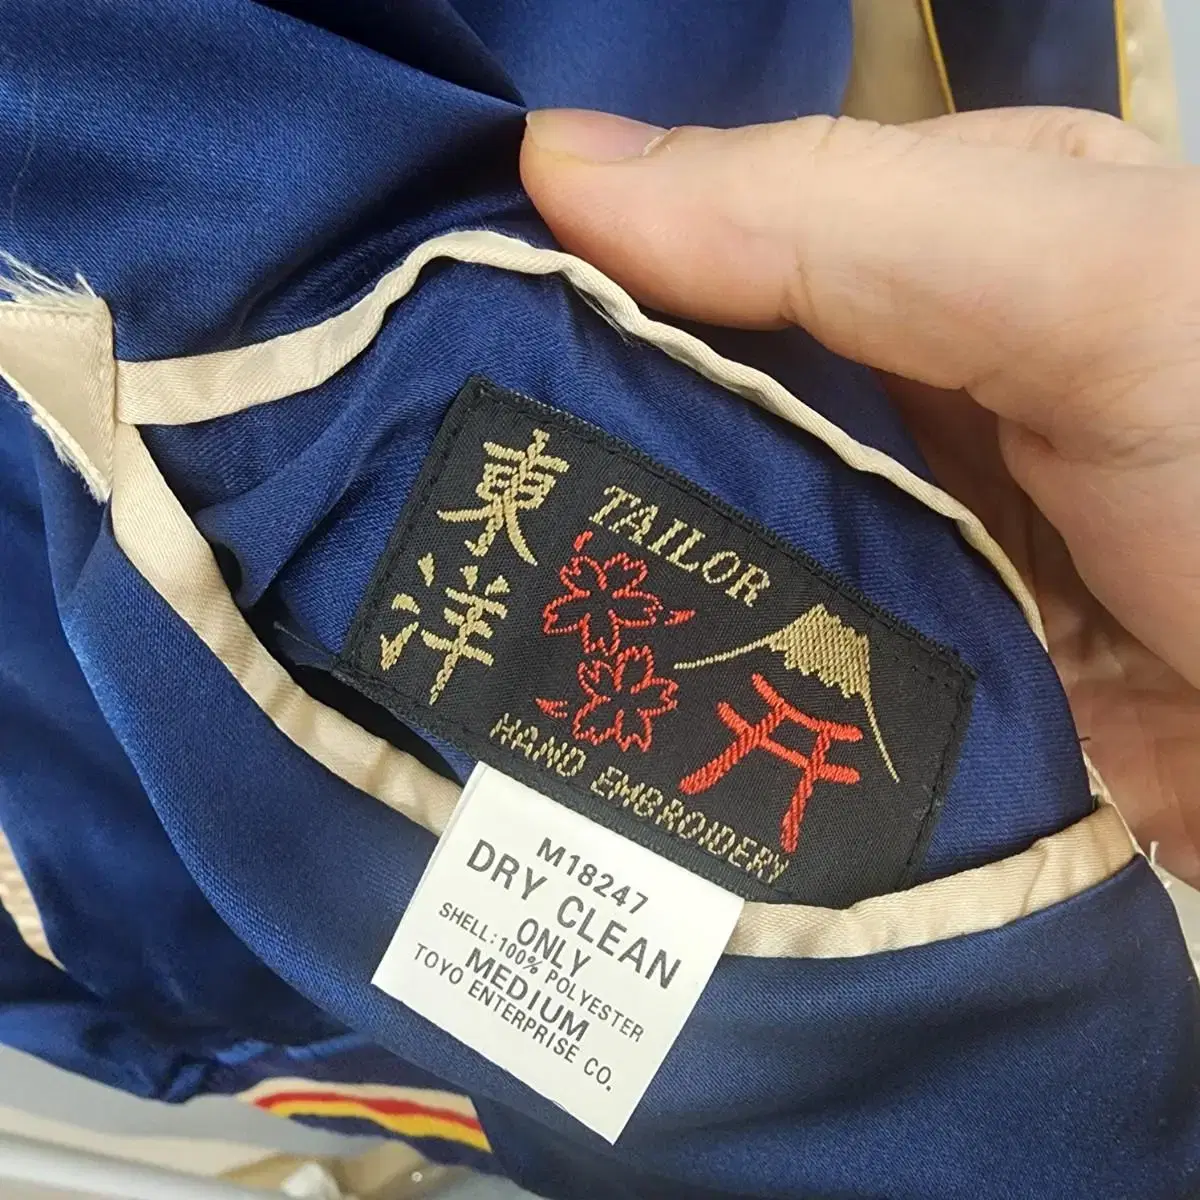 東洋
TAILOR
HAND EMBROIDERY
M18247
DRY CLEAN
ONLY
SHELL:100% POLYESTER
MEDIUM
TOYO ENTERPRISE CO.